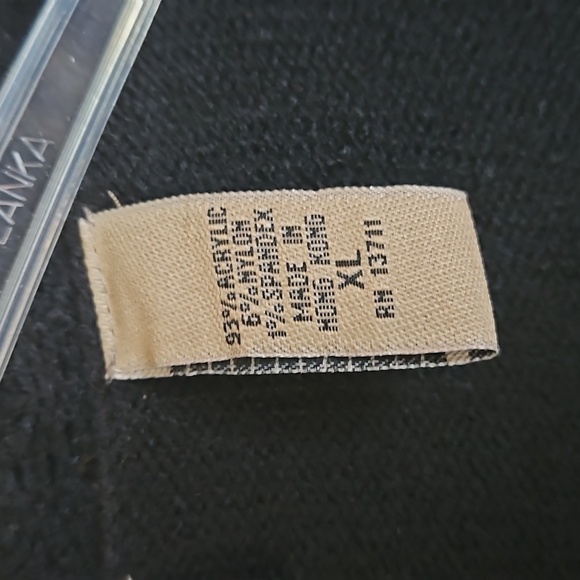 93% ACRYLIC
6% NYLON
1% SPANDEX
MADE IN
HONG KONG
XL
RN 13711
LANKA